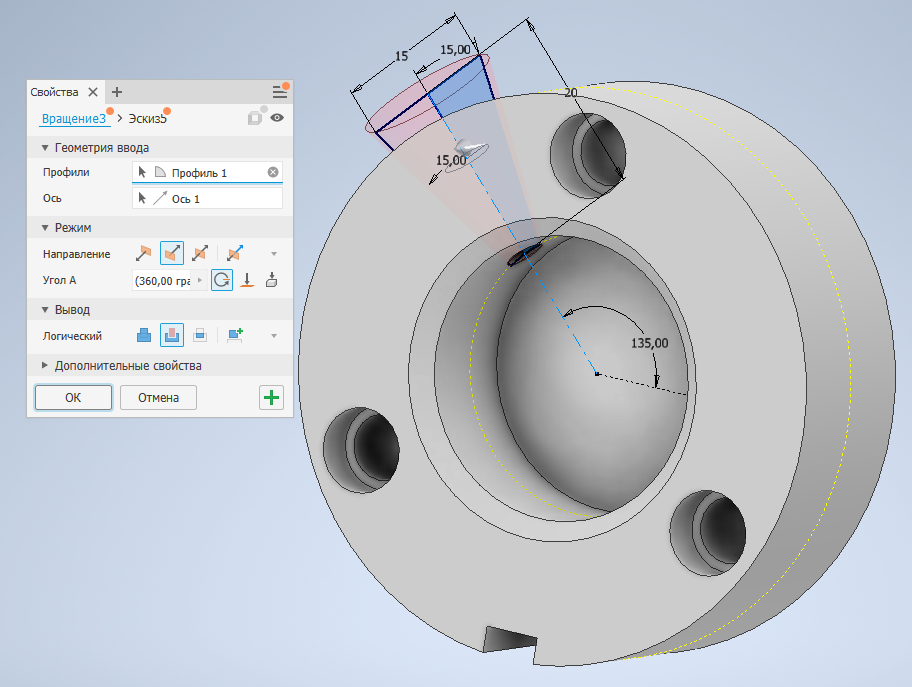 Свойства
Вращение3 > Эскиз5
Геометрия ввода
Профили Профиль 1
Ось Ось 1
Режим
Направление
Угол A (360,00 гра
Вывод
Логический
Дополнительные свойства
ОК Отмена
15
15,00
20
15,00
135,00